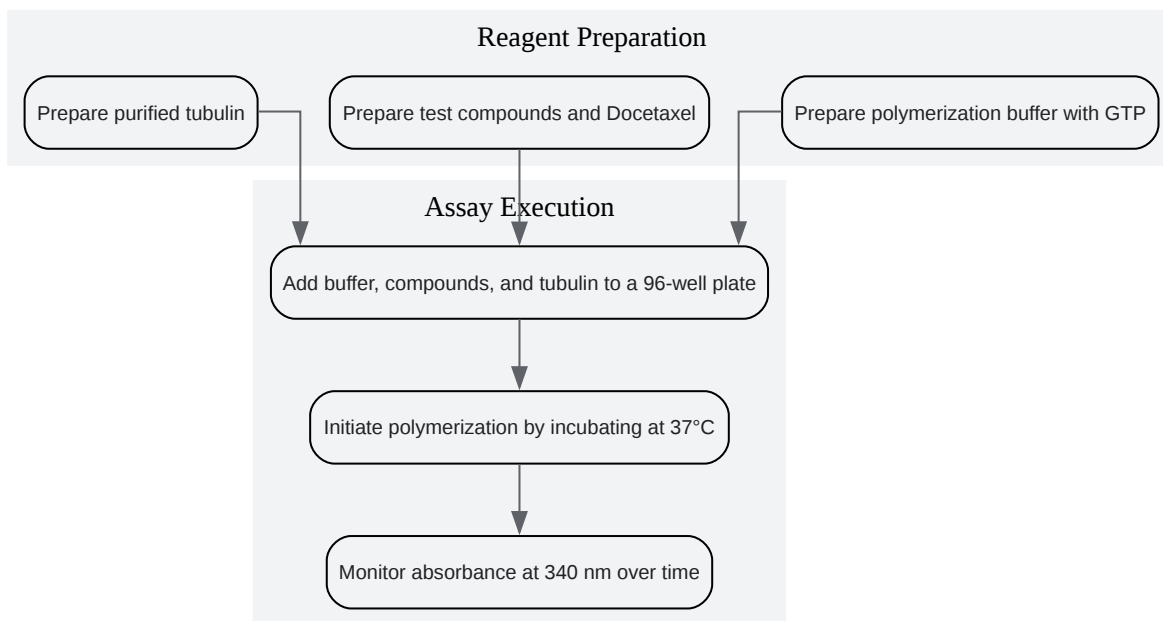 Reagent Preparation
Prepare purified tubulin
Prepare test compounds and Docetaxel
Prepare polymerization buffer with GTP
Assay Execution
Add buffer, compounds, and tubulin to a 96-well plate
Initiate polymerization by incubating at 37°C
Monitor absorbance at 340 nm over time